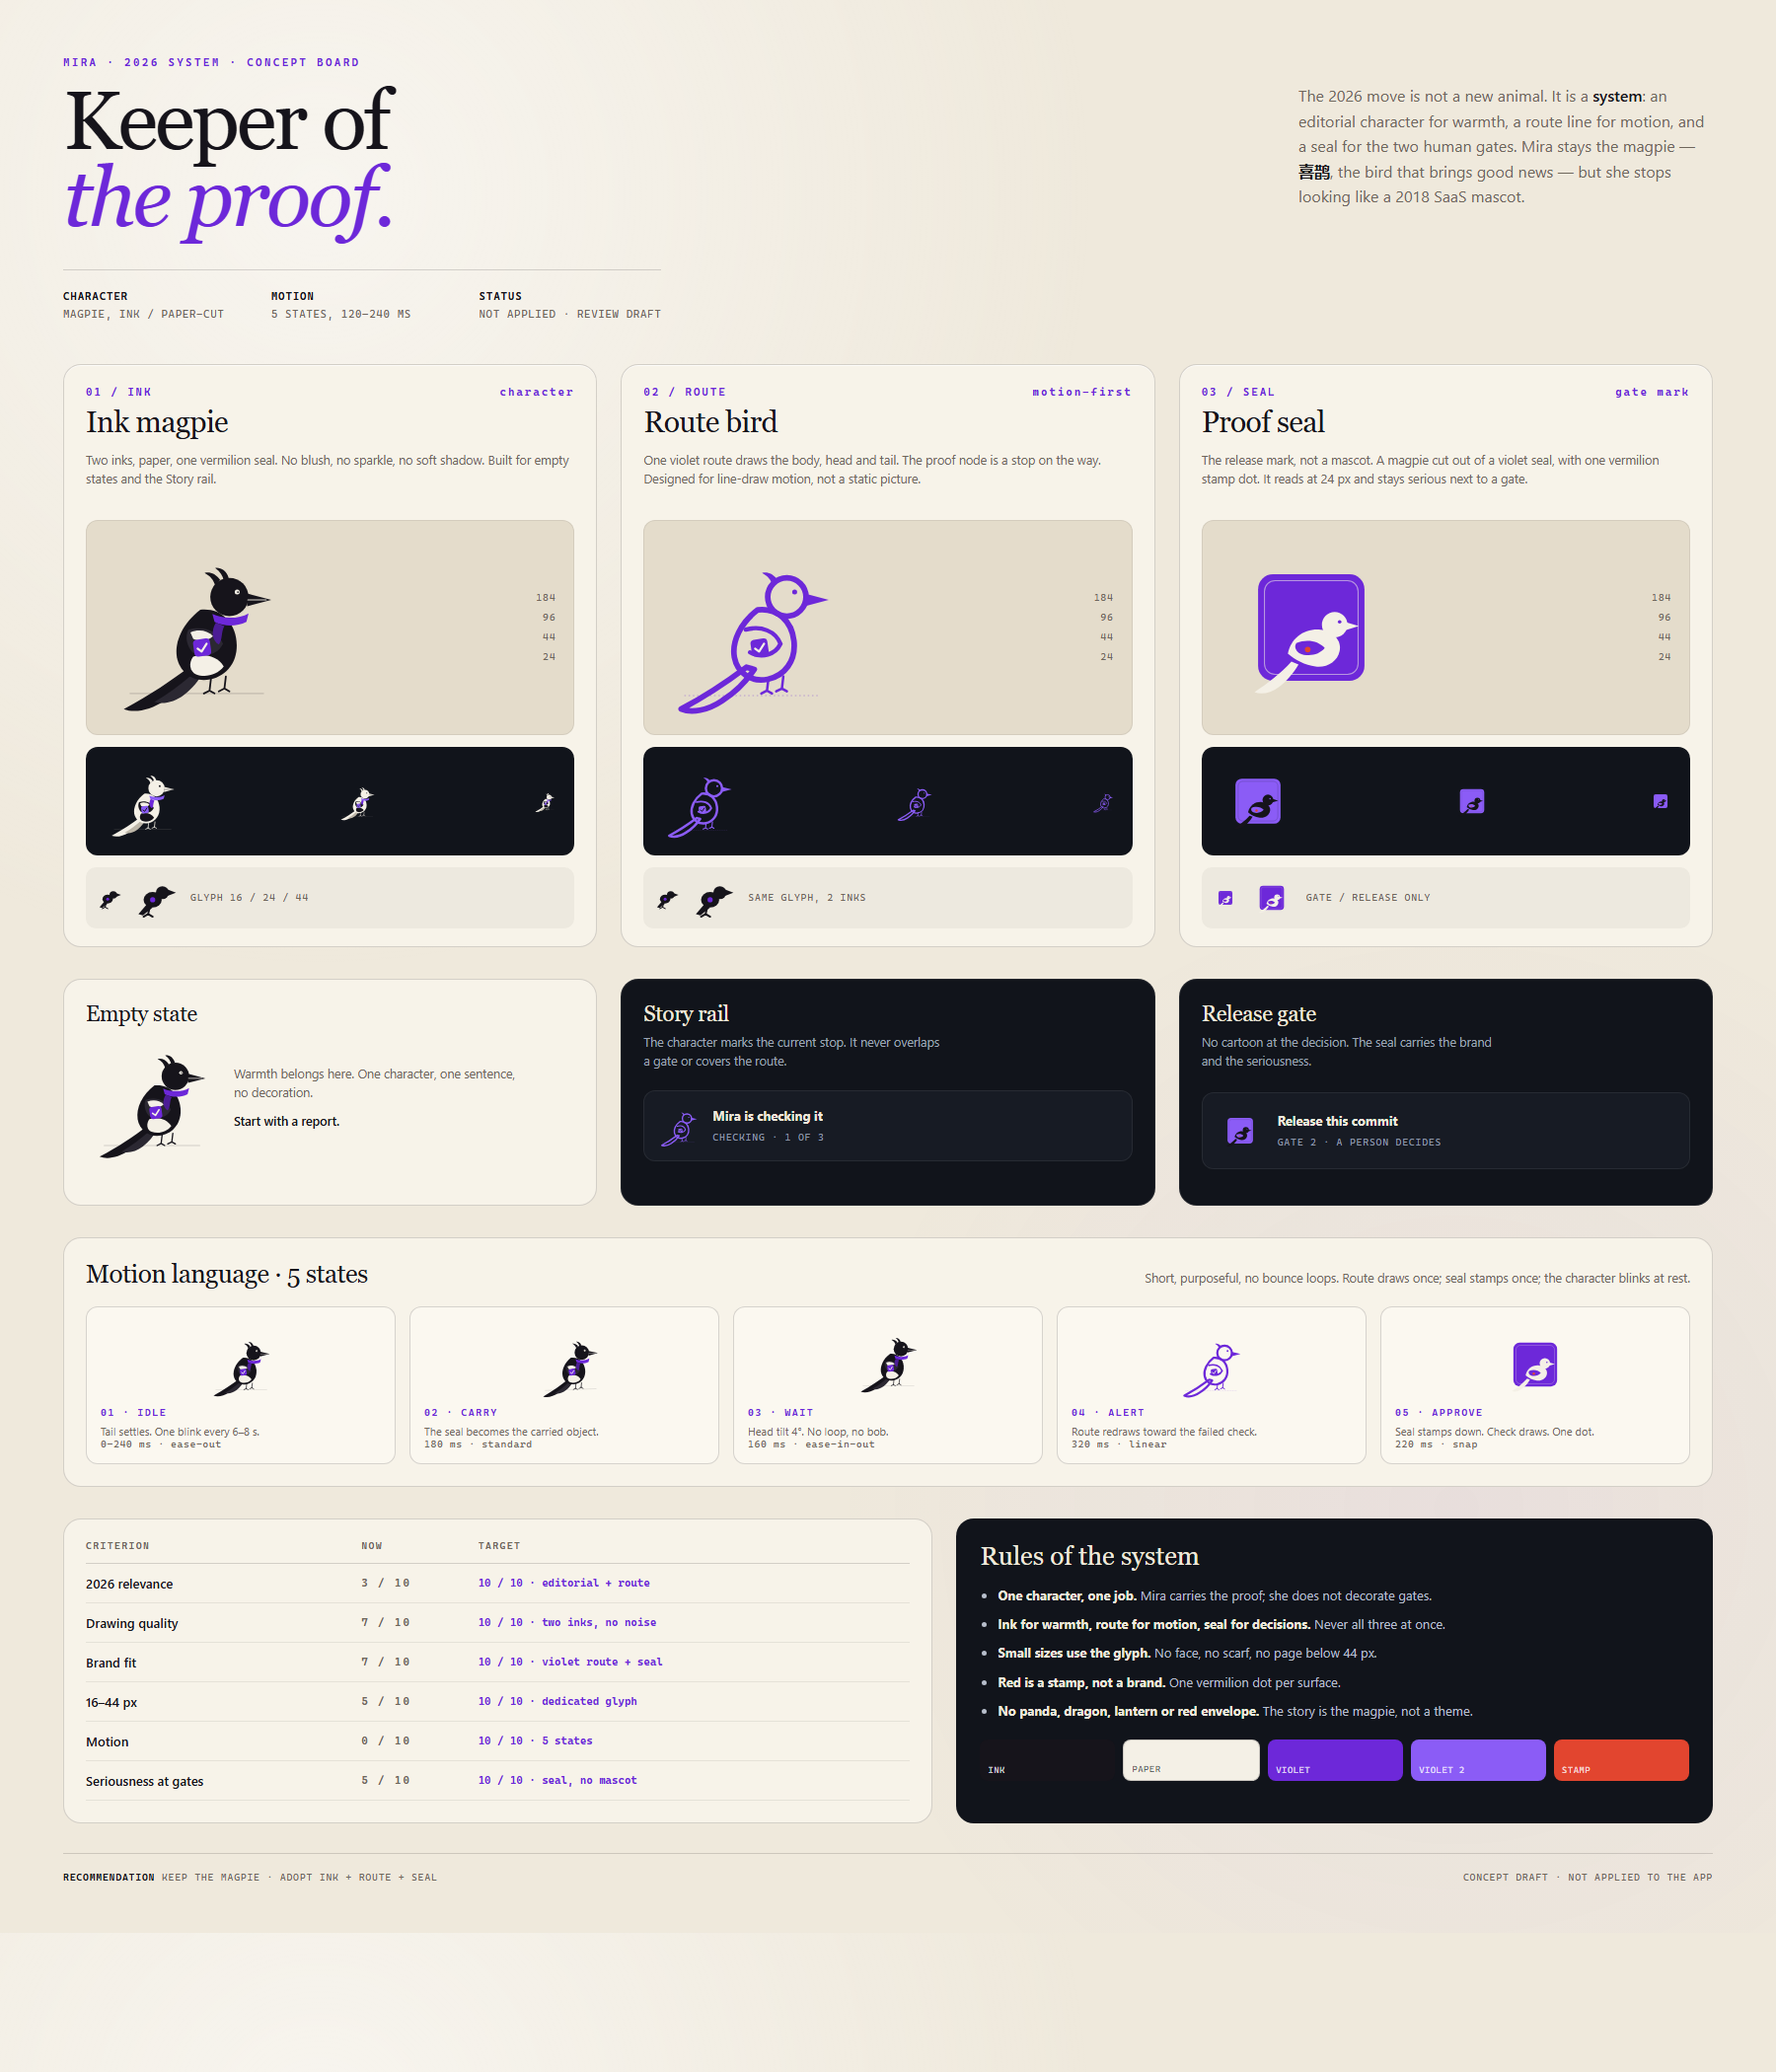 MIRA · 2026 SYSTEM · CONCEPT BOARD
Keeper of
the proof.
The 2026 move is not a new animal. It is a system: an
editorial character for warmth, a route line for motion, and
a seal for the two human gates. Mira stays the magpie —
喜鹊, the bird that brings good news — but she stops
looking like a 2018 SaaS mascot.
CHARACTER
MAGPIE, INK / PAPER-CUT
MOTION
5 STATES, 120–240 MS
STATUS
NOT APPLIED · REVIEW DRAFT
01 / INK
character
Ink magpie
Two inks, paper, one vermilion seal. No blush, no sparkle, no soft shadow. Built for empty
states and the Story rail.
184
96
44
24
GLYPH 16 / 24 / 44
02 / ROUTE
motion-first
Route bird
One violet route draws the body, head and tail. The proof node is a stop on the way.
Designed for line-draw motion, not a static picture.
184
96
44
24
SAME GLYPH, 2 INKS
03 / SEAL
gate mark
Proof seal
The release mark, not a mascot. A magpie cut out of a violet seal, with one vermilion
stamp dot. It reads at 24 px and stays serious next to a gate.
184
96
44
24
GATE / RELEASE ONLY
Empty state
Warmth belongs here. One character, one sentence,
no decoration.
Start with a report.
Story rail
The character marks the current stop. It never overlaps
a gate or covers the route.
Mira is checking it
CHECKING · 1 OF 3
Release gate
No cartoon at the decision. The seal carries the brand
and the seriousness.
Release this commit
GATE 2 · A PERSON DECIDES
Motion language · 5 states
Short, purposeful, no bounce loops. Route draws once; seal stamps once; the character blinks at rest.
01 · IDLE
Tail settles. One blink every 6–8 s.
0–240 ms · ease-out
02 · CARRY
The seal becomes the carried object.
180 ms · standard
03 · WAIT
Head tilt 4°. No loop, no bob.
160 ms · ease-in-out
04 · ALERT
Route redraws toward the failed check.
320 ms · linear
05 · APPROVE
Seal stamps down. Check draws. One dot.
220 ms · snap
CRITERION NOW TARGET
2026 relevance 3 / 10 10 / 10 · editorial + route
Drawing quality 7 / 10 10 / 10 · two inks, no noise
Brand fit 7 / 10 10 / 10 · violet route + seal
16–44 px 5 / 10 10 / 10 · dedicated glyph
Motion 0 / 10 10 / 10 · 5 states
Seriousness at gates 5 / 10 10 / 10 · seal, no mascot
Rules of the system
• One character, one job. Mira carries the proof; she does not decorate gates.
• Ink for warmth, route for motion, seal for decisions. Never all three at once.
• Small sizes use the glyph. No face, no scarf, no page below 44 px.
• Red is a stamp, not a brand. One vermilion dot per surface.
• No panda, dragon, lantern or red envelope. The story is the magpie, not a theme.
INK
PAPER
VIOLET
VIOLET 2
STAMP
RECOMMENDATION KEEP THE MAGPIE · ADOPT INK + ROUTE + SEAL
CONCEPT DRAFT · NOT APPLIED TO THE APP